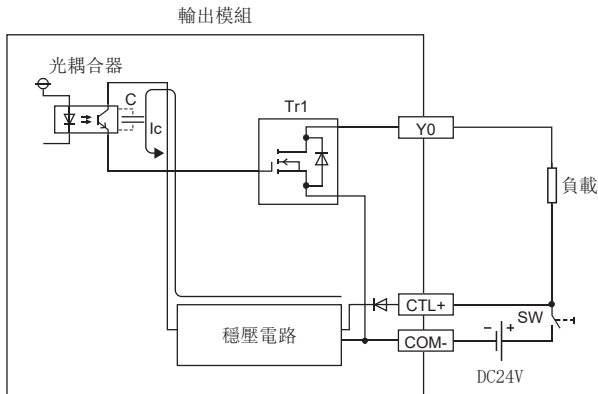 輸出模組
光耦合器
C
Ic
Tr1
Y0
負載
CTL+
SW
穩壓電路
COM-
- +
DC24V